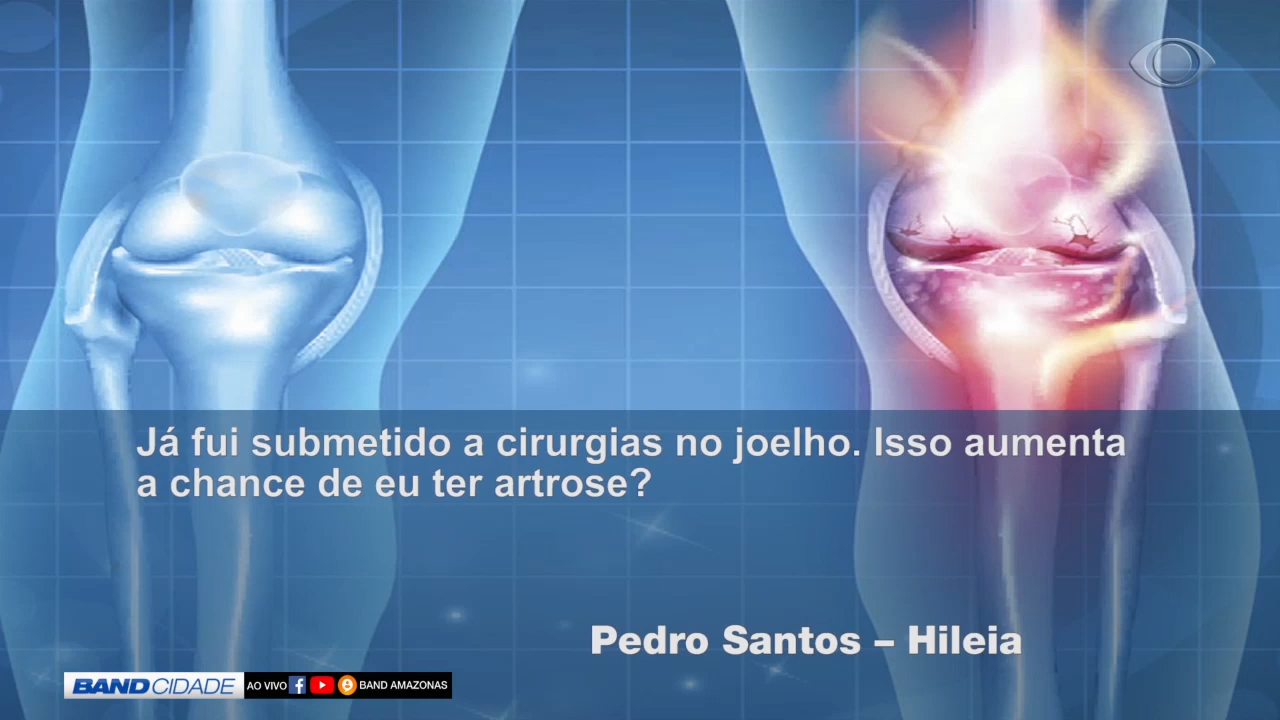 Já fui submetido a cirurgias no joelho. Isso aumenta
a chance de eu ter artrose?
Pedro Santos – Hileia
BAND CIDADE AO VIVO BAND AMAZONAS